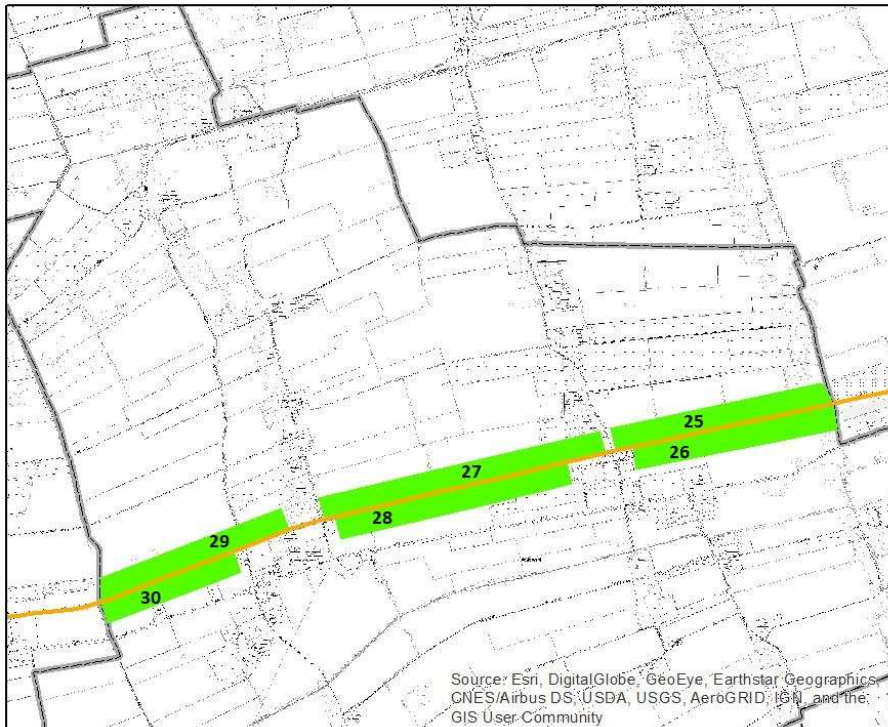 25
26
27
28
29
30
Source: Esri, DigitalGlobe, GeoEye, Earthstar Geographics,
CNES/Airbus DS, USDA, USGS, AeroGRID, IGN, and the
GIS User Community